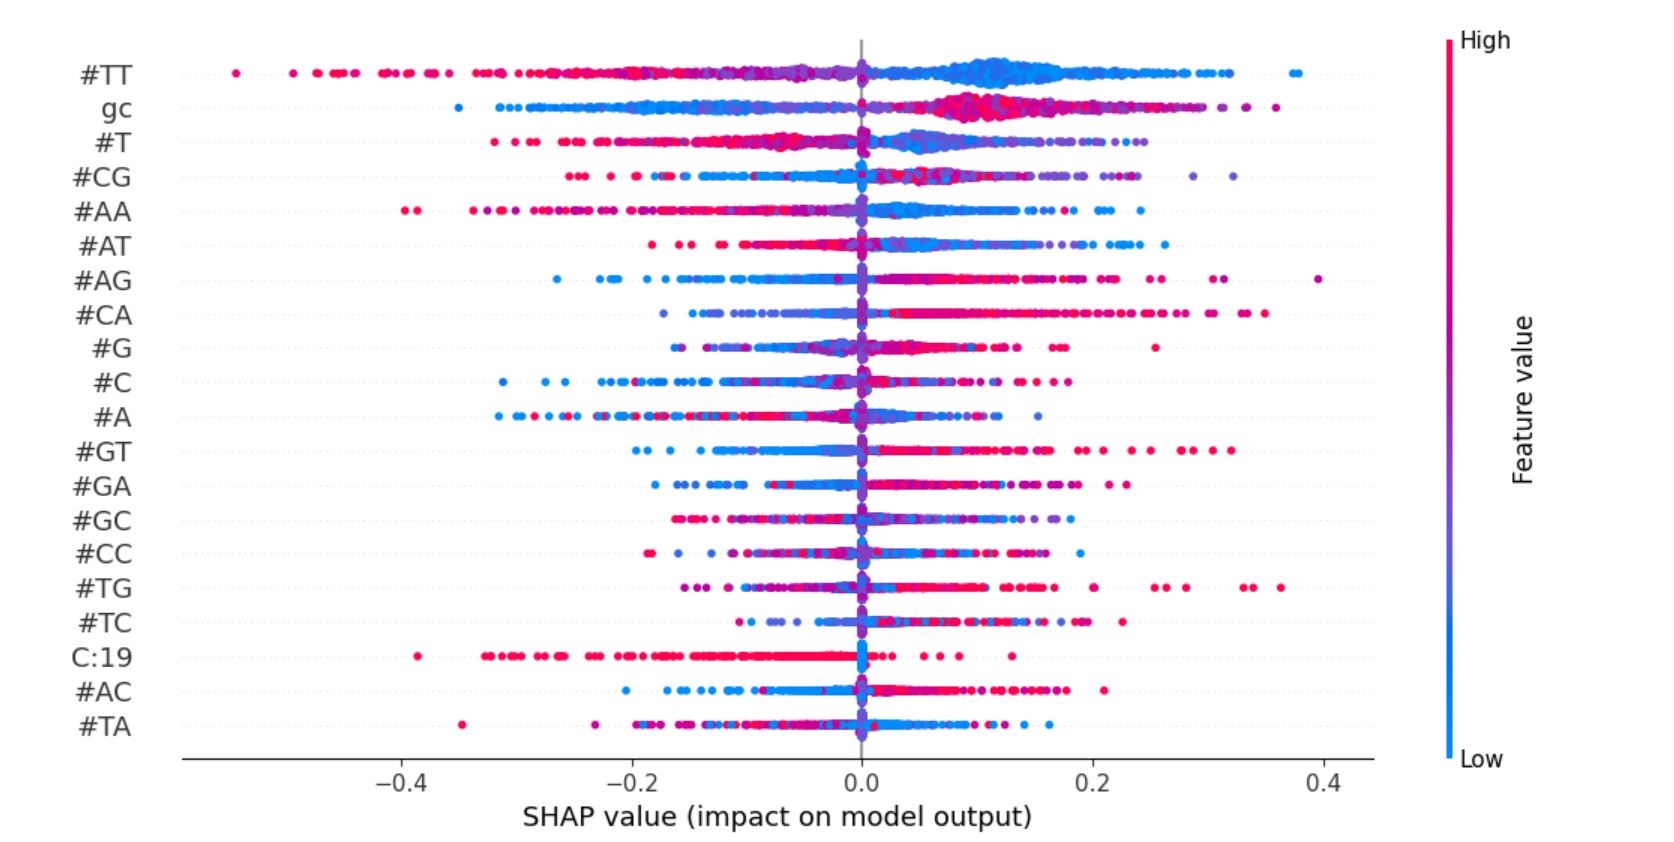 High
#TT
gc
#T
#CG
#AA
#AT
#AG
#CA
#G
#C
#A
#GT
#GA
#GC
#CC
#TG
#TC
C:19
#AC
#TA
Feature value
Low
−0.4 −0.2 0.0 0.2 0.4
SHAP value (impact on model output)